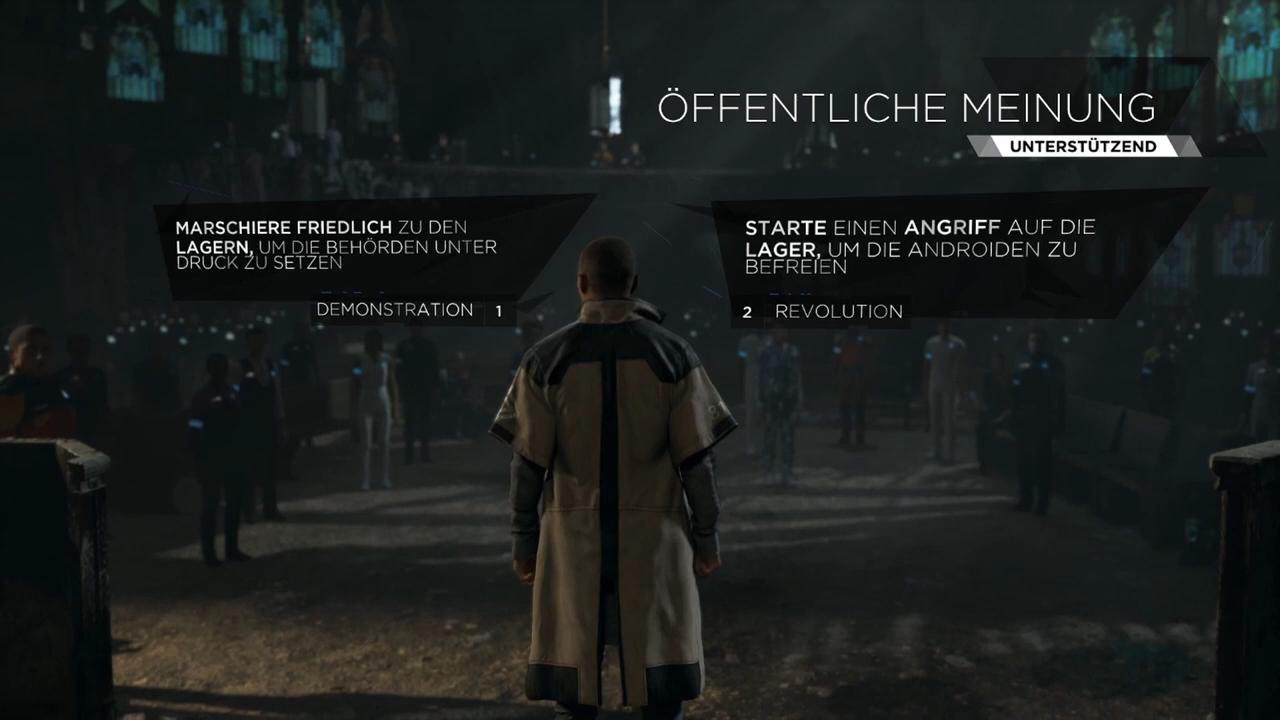 ÖFFENTLICHE MEINUNG
UNTERSTÜTZEND
MARSCHIERE FRIEDLICH ZU DEN
LAGERN, UM DIE BEHÖRDEN UNTER
DRUCK ZU SETZEN
DEMONSTRATION 1
STARTE EINEN ANGRIFF AUF DIE
LAGER, UM DIE ANDROIDEN ZU
BEFREIEN
2 REVOLUTION